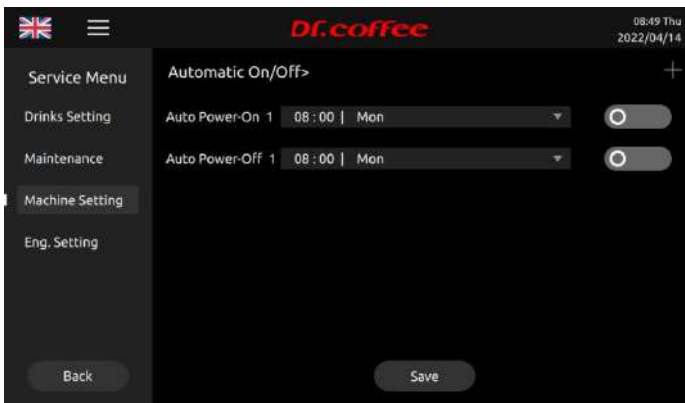 Dr.coffee
08:49 Thu
2022/04/14
Service Menu
Automatic On/Off>
Drinks Setting
Auto Power-On 1 08:00 | Mon
Maintenance
Auto Power-Off 1 08:00 | Mon
Machine Setting
Eng. Setting
Back
Save